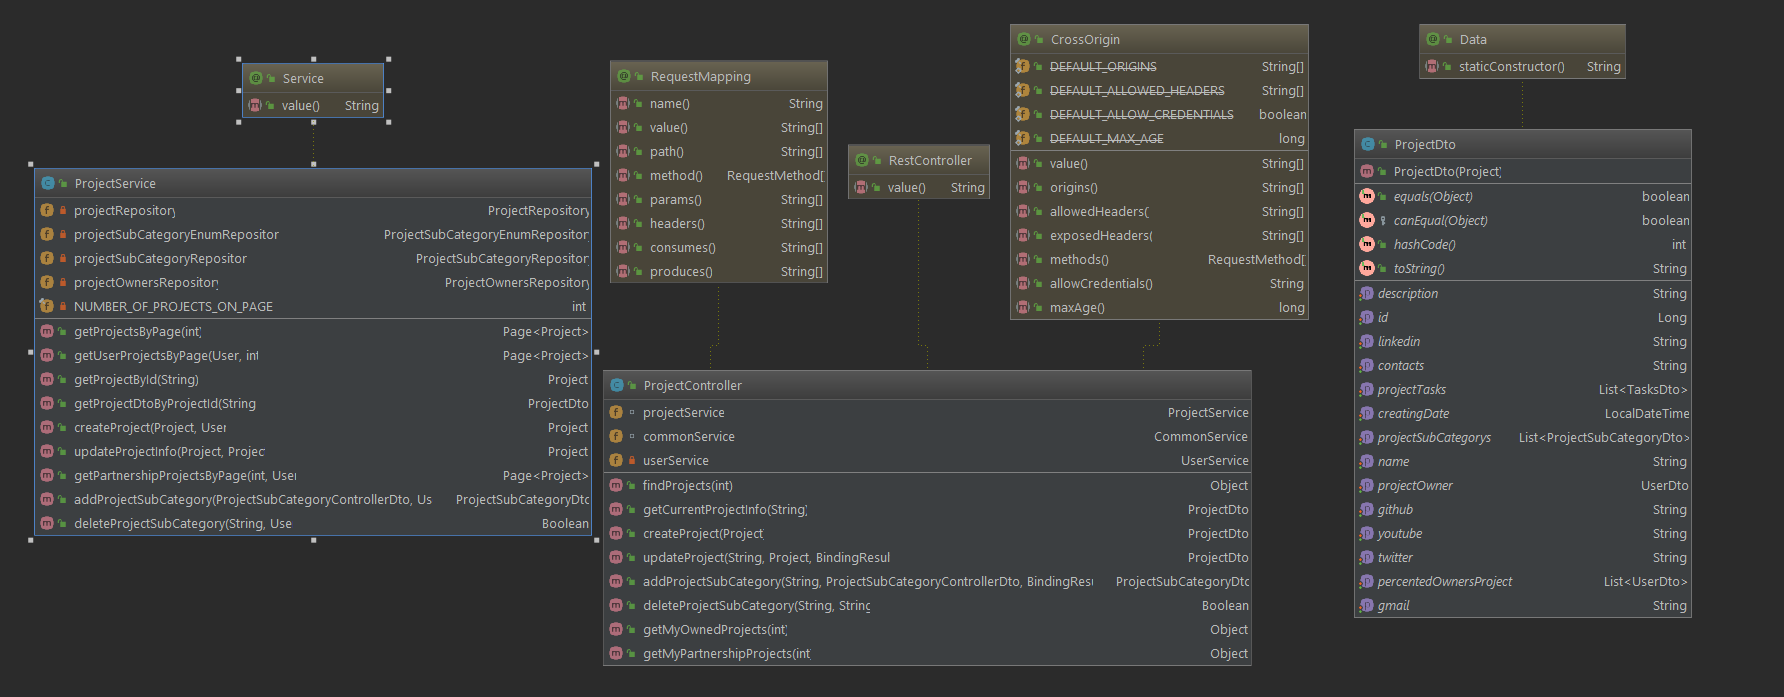 Service
value() String
ProjectService
projectRepository ProjectRepository
projectSubCategoryEnumRepositor ProjectSubCategoryEnumRepositor
projectSubCategoryRepositor ProjectSubCategoryRepositor
projectOwnersRepository ProjectOwnersRepository
NUMBER_OF_PROJECTS_ON_PAGE int
getProjectsByPage(int) Page<Project>
getUserProjectsByPage(User, int Page<Project>
getProjectById(String) Project
getProjectDtoByProjectId(String ProjectDto
createProject(Project, User Project
updateProjectInfo(Project, Projec Project
getPartnershipProjectsByPage(int, User Page<Project>
addProjectSubCategory(ProjectSubCategoryControllerDto, Us ProjectSubCategoryDto
deleteProjectSubCategory(String, Use Boolean
RequestMapping
name() String
value() String[]
path() String[]
method() RequestMethod[
params() String[]
headers() String[]
consumes() String[]
produces() String[]
RestController
value() String
CrossOrigin
DEFAULT_ORIGINS String[]
DEFAULT_ALLOWED_HEADERS String[]
DEFAULT_ALLOW_CREDENTIALS boolean
DEFAULT_MAX_AGE long
value() String[]
origins() String[]
allowedHeaders( String[]
exposedHeaders( String[]
methods() RequestMethod[
allowCredentials() String
maxAge() long
ProjectController
projectService ProjectService
commonService CommonService
userService UserService
findProjects(int) Object
getCurrentProjectInfo(String) ProjectDto
createProject(Project) ProjectDto
updateProject(String, Project, BindingResul ProjectDto
addProjectSubCategory(String, ProjectSubCategoryControllerDto, BindingResu ProjectSubCategoryDto
deleteProjectSubCategory(String, String Boolean
getMyOwnedProjects(int) Object
getMyPartnershipProjects(int Object
Data
staticConstructor() String
ProjectDto
ProjectDto(Project)
equals(Object) boolean
canEqual(Object) boolean
hashCode() int
toString() String
description String
id Long
linkedin String
contacts String
projectTasks List<TasksDto>
creatingDate LocalDateTime
projectSubCategorys List<ProjectSubCategoryDto>
name String
projectOwner UserDto
github String
youtube String
twitter String
percentedOwnersProject List<UserDto>
gmail String